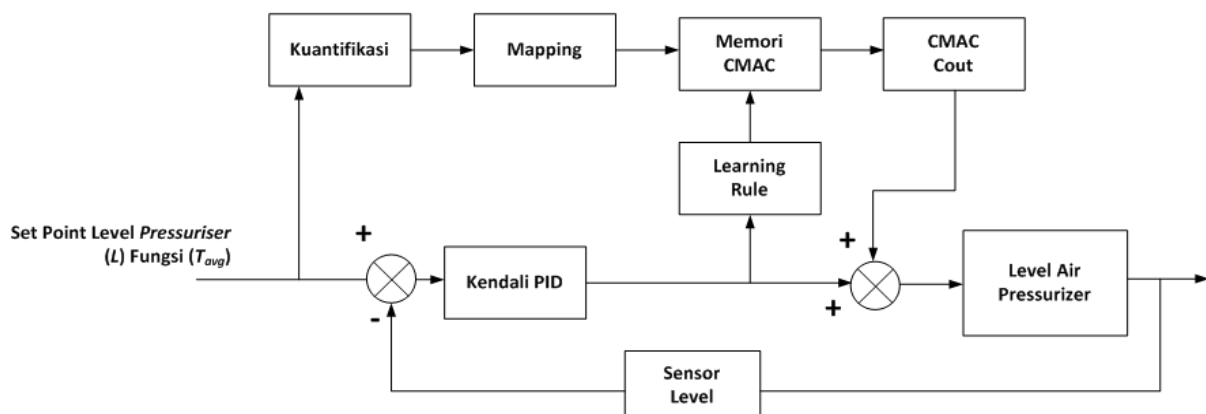 Kuantifikasi
Mapping
Memori
CMAC
CMAC
Cout
Learning
Rule
Set Point Level Pressuriser
(L) Fungsi (Tavg)
+
-
Kendali PID
+
+
Level Air
Pressurizer
Sensor
Level